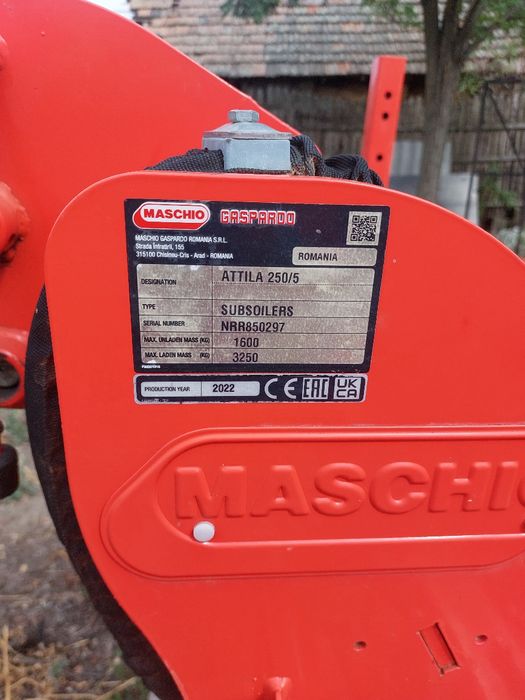 MASCHIO GASPARDO
MASCHIO GASPARDO ROMANIA S.R.L.
Strada Înfratirii, 155
315100 Chisineu-Cris - Arad - ROMANIA
ROMANIA
DESIGNATION ATTILA 250/5
TYPE SUBSOILERS
SERIAL NUMBER NRR850297
MAX. UNLADEN MASS (KG) 1600
MAX. LADEN MASS (KG) 3250
PRODUCTION YEAR 2022 CE EAC UK CA
MASCHIO